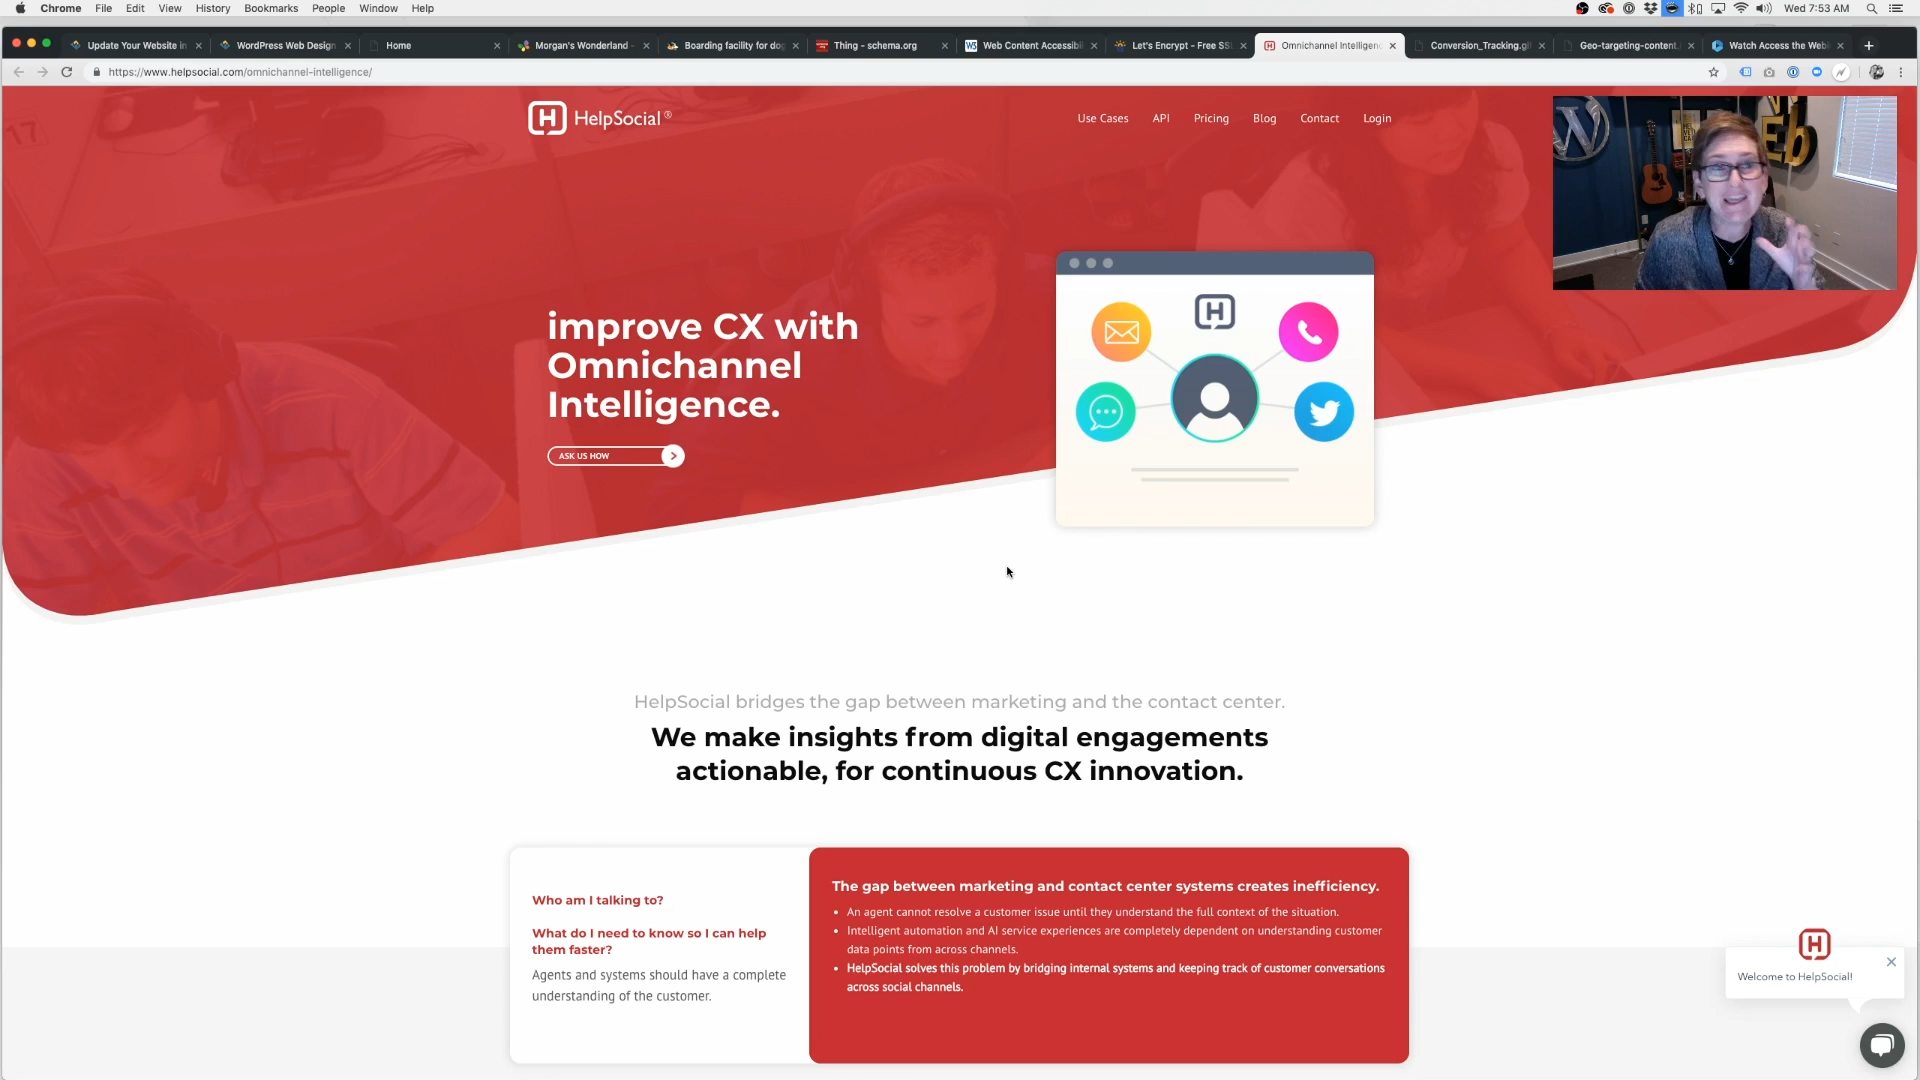 Chrome File Edit View History Bookmarks People Window Help Wed 7:53 AM
Update Your Website in WordPress Web Design Home Morgan's Wonderland - Boarding facility for dog Thing - schema.org Web Content Accessibil Let's Encrypt - Free SS Omnichannel Intelligenc Conversion_Tracking.gi Geo-targeting-content. Watch Access the Web
https://www.helpsocial.com/omnichannel-intelligence/
HelpSocial®
Use Cases API Pricing Blog Contact Login
improve CX with
Omnichannel
Intelligence.
ASK US HOW
HelpSocial bridges the gap between marketing and the contact center.
We make insights from digital engagements
actionable, for continuous CX innovation.
Who am I talking to?
What do I need to know so I can help
them faster?
Agents and systems should have a complete
understanding of the customer.
The gap between marketing and contact center systems creates inefficiency.
• An agent cannot resolve a customer issue until they understand the full context of the situation.
• Intelligent automation and AI service experiences are completely dependent on understanding customer
data points from across channels.
• HelpSocial solves this problem by bridging internal systems and keeping track of customer conversations
across social channels.
Welcome to HelpSocial!